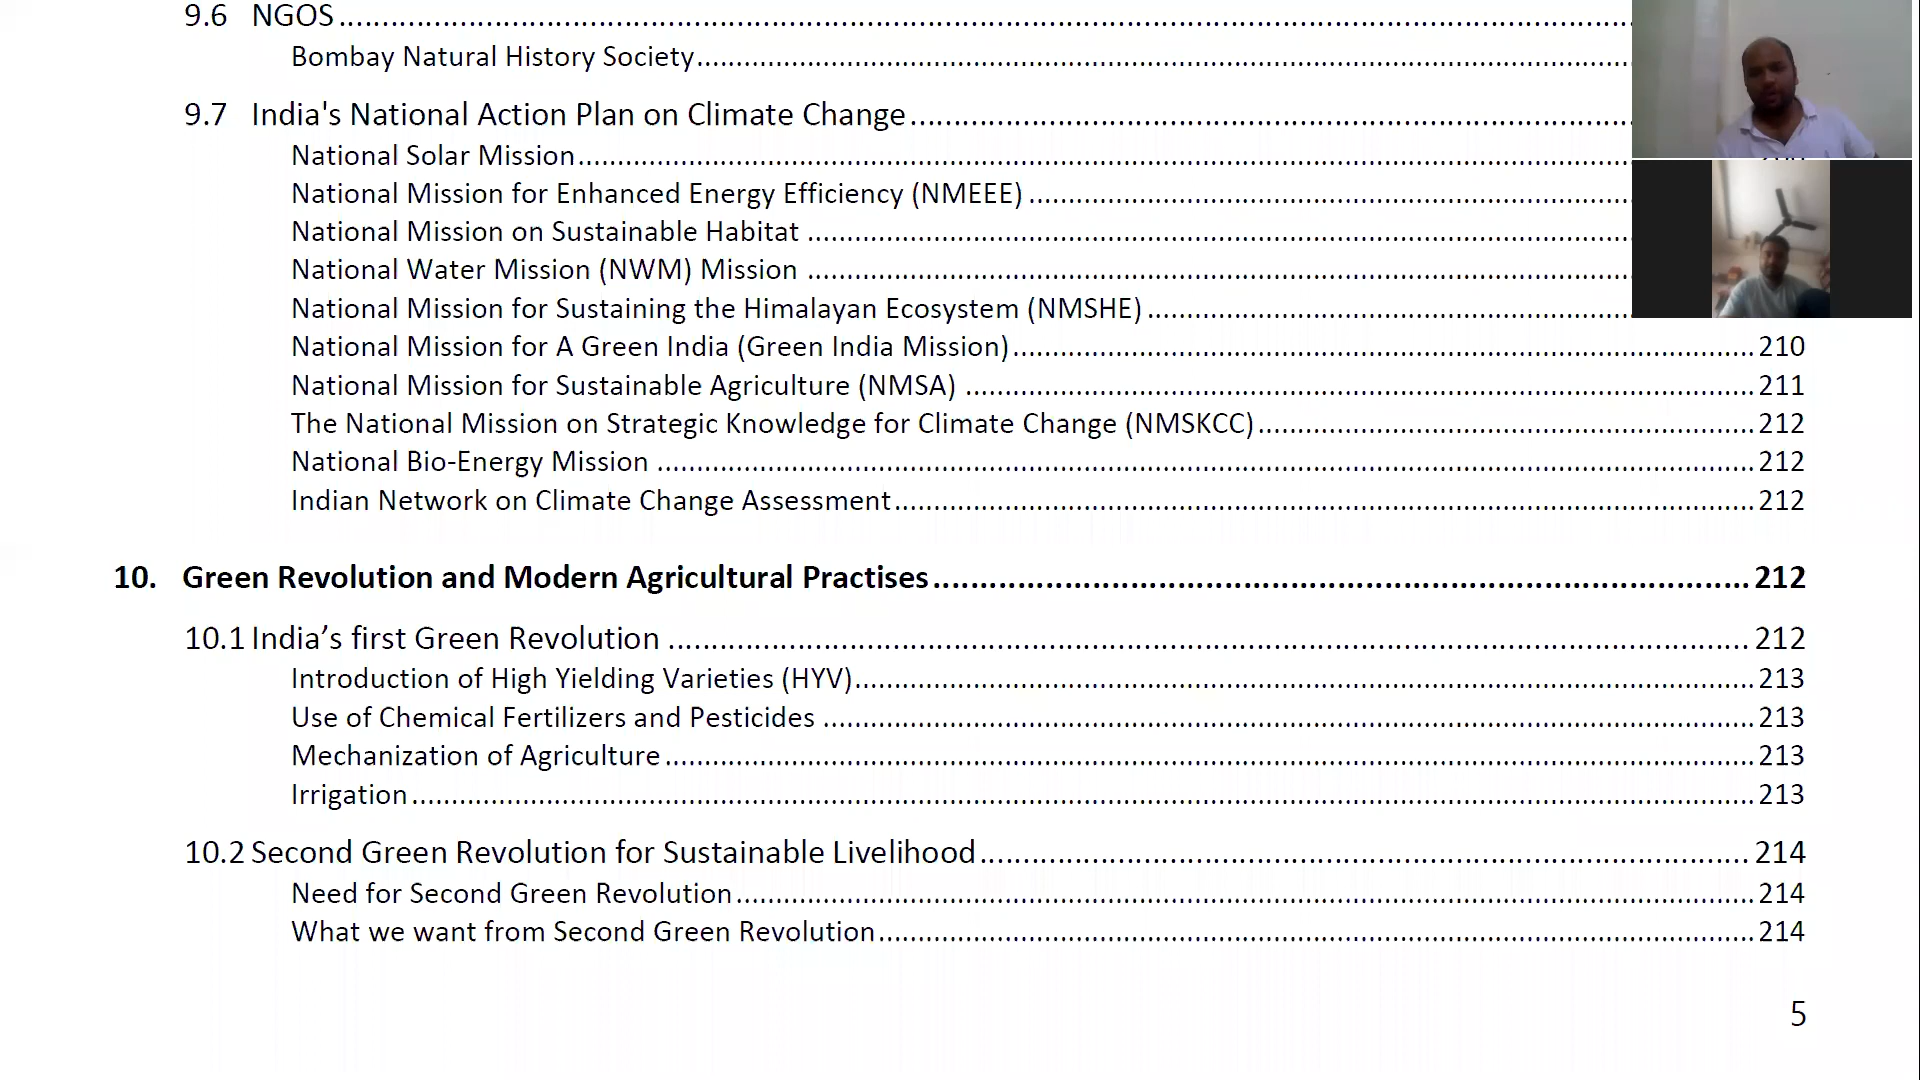 9.6 NGOS
Bombay Natural History Society
9.7 India's National Action Plan on Climate Change
National Solar Mission
National Mission for Enhanced Energy Efficiency (NMEEE)
National Mission on Sustainable Habitat
National Water Mission (NWM) Mission
National Mission for Sustaining the Himalayan Ecosystem (NMSHE)
National Mission for A Green India (Green India Mission) 210
National Mission for Sustainable Agriculture (NMSA) 211
The National Mission on Strategic Knowledge for Climate Change (NMSKCC) 212
National Bio-Energy Mission 212
Indian Network on Climate Change Assessment 212
10. Green Revolution and Modern Agricultural Practises 212
10.1 India’s first Green Revolution 212
Introduction of High Yielding Varieties (HYV) 213
Use of Chemical Fertilizers and Pesticides 213
Mechanization of Agriculture 213
Irrigation 213
10.2 Second Green Revolution for Sustainable Livelihood 214
Need for Second Green Revolution 214
What we want from Second Green Revolution 214
5